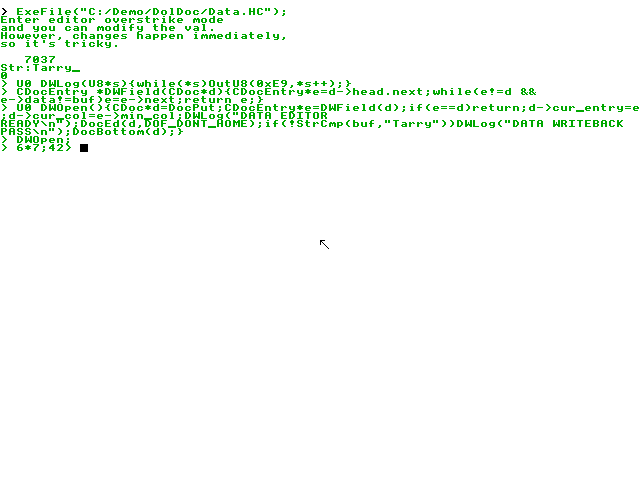 > ExeFile("C:/Demo/DolDoc/Data.HC");
Enter editor overstrike mode
and you can modify the val.
However, changes happen immediately,
so it's tricky.
7037
Str:Tarry_
0
> U0 DWLog(U8*s){while(*s)OutU8(0xE9,*s++);}
> CDocEntry *DWField(CDoc*d){CDocEntry*e=d->head.next;while(e!=d &&
e->data!=buf)e=e->next;return e;}
> U0 DWOpen(){CDoc*d=DocPut;CDocEntry*e=DWField(d);if(e==d)return;d->cur_entry=e
;d->cur_col=e->min_col;DWLog("DATA EDITOR
READY\n");DocEd(d,DOF_DONT_HOME);if(!StrCmp(buf,"Tarry"))DWLog("DATA WRITEBACK
PASS\n");DocBottom(d);}
> DWOpen;
> 6*7;42>